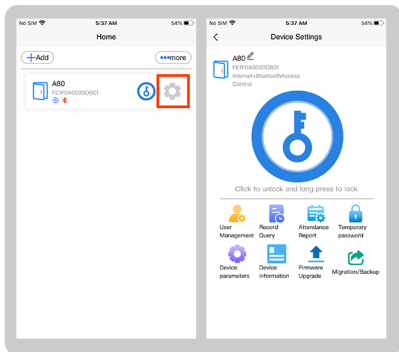 No SIM 5:37 AM 54%
Home
+Add
•••more
A80
FE1F0A0000DB01
No SIM 5:37 AM 54%
Device Settings
A80
FE1F0A0000DB01
Internet+BluetoothAccess
Control
Click to unlock and long press to lock
User
Management
Record
Query
Attendance
Report
Temporary
password
Device
parameters
Device
Information
Firmware
Upgrade
Migration/Backup